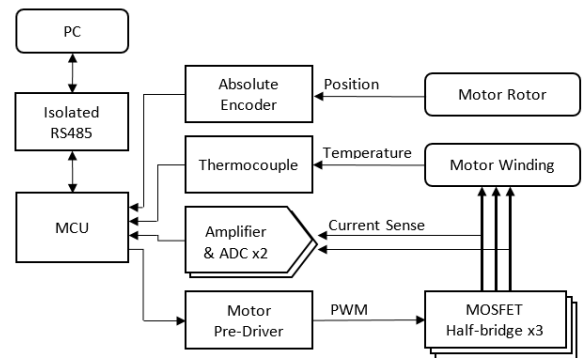 PC
Isolated
RS485
MCU
Absolute
Encoder
Position
Motor Rotor
Thermocouple
Temperature
Motor Winding
Amplifier
& ADC x2
Current Sense
Motor
Pre-Driver
PWM
MOSFET
Half-bridge x3